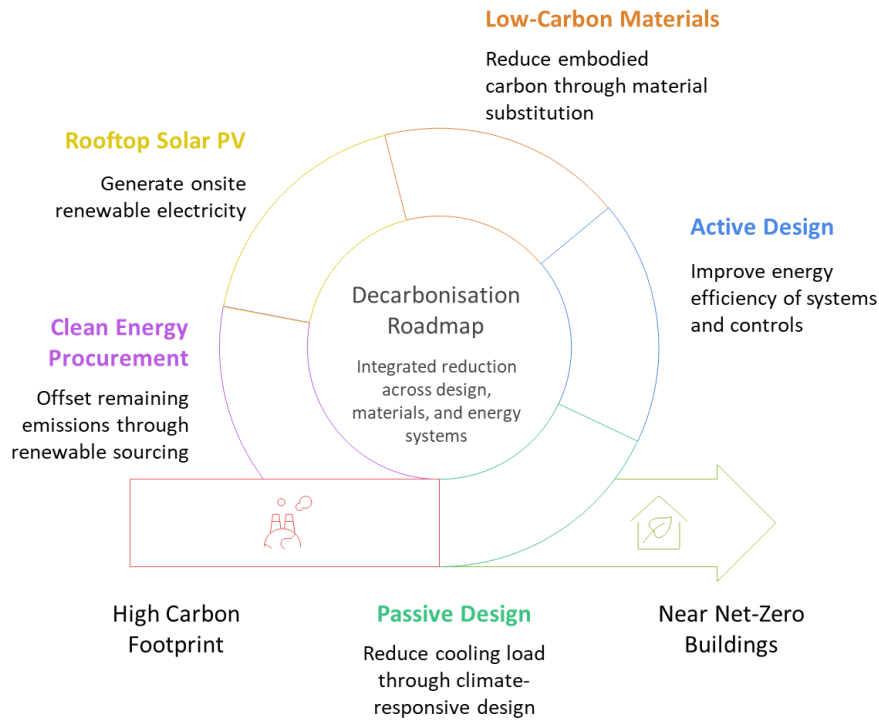 Low-Carbon Materials
Reduce embodied
carbon through material
substitution
Rooftop Solar PV
Generate onsite
renewable electricity
Active Design
Improve energy
efficiency of systems
and controls
Decarbonisation
Roadmap
Integrated reduction
across design,
materials, and energy
systems
Clean Energy
Procurement
Offset remaining
emissions through
renewable sourcing
High Carbon
Footprint
Passive Design
Reduce cooling load
through climate-
responsive design
Near Net-Zero
Buildings